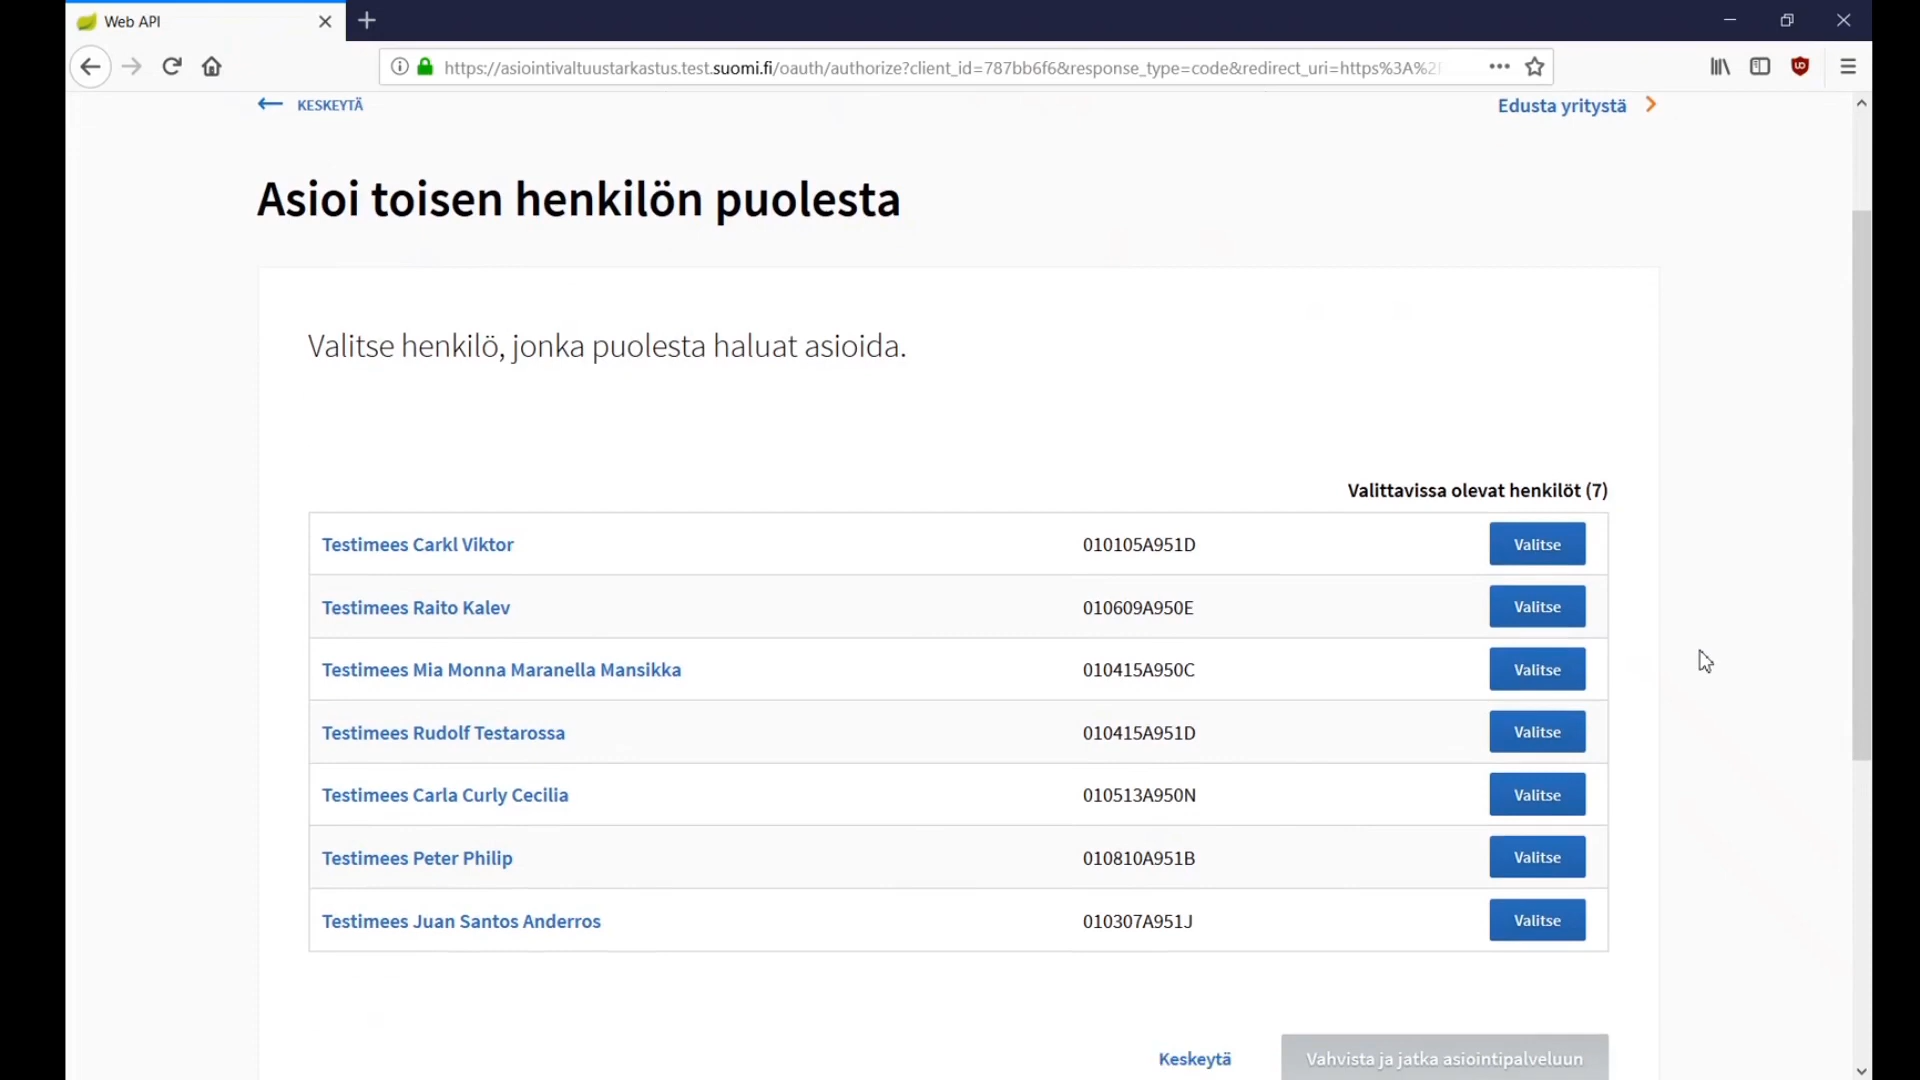 Web API
https://asiointivaltuustarkastus.test.suomi.fi/oauth/authorize?client_id=787bb6f6&response_type=code&redirect_uri=https%3A%2F
KESKEYTÄ
Edusta yritystä
Asioi toisen henkilön puolesta
Valitse henkilö, jonka puolesta haluat asioida.
Valittavissa olevat henkilöt (7)
Testimees Carkl Viktor 010105A951D Valitse
Testimees Raito Kalev 010609A950E Valitse
Testimees Mia Monna Maranella Mansikka 010415A950C Valitse
Testimees Rudolf Testarossa 010415A951D Valitse
Testimees Carla Curly Cecilia 010513A950N Valitse
Testimees Peter Philip 010810A951B Valitse
Testimees Juan Santos Anderros 010307A951J Valitse
Keskeytä Vahvista ja jatka asiointipalveluun